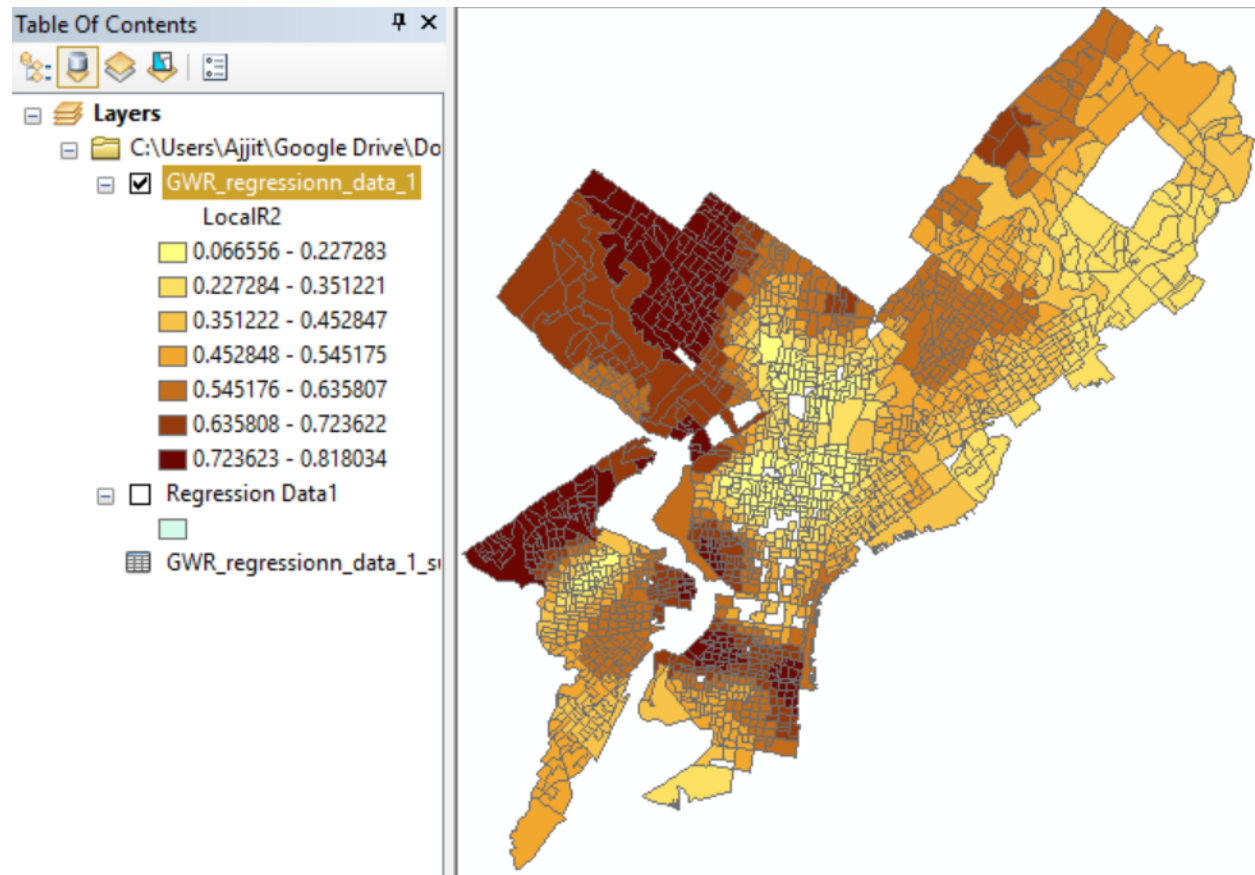 Table Of Contents
Layers
C:\Users\Ajjit\Google Drive\Do
GWR_regressionn_data_1
LocalR2
0.066556 - 0.227283
0.227284 - 0.351221
0.351222 - 0.452847
0.452848 - 0.545175
0.545176 - 0.635807
0.635808 - 0.723622
0.723623 - 0.818034
Regression Data1
GWR_regressionn_data_1_su